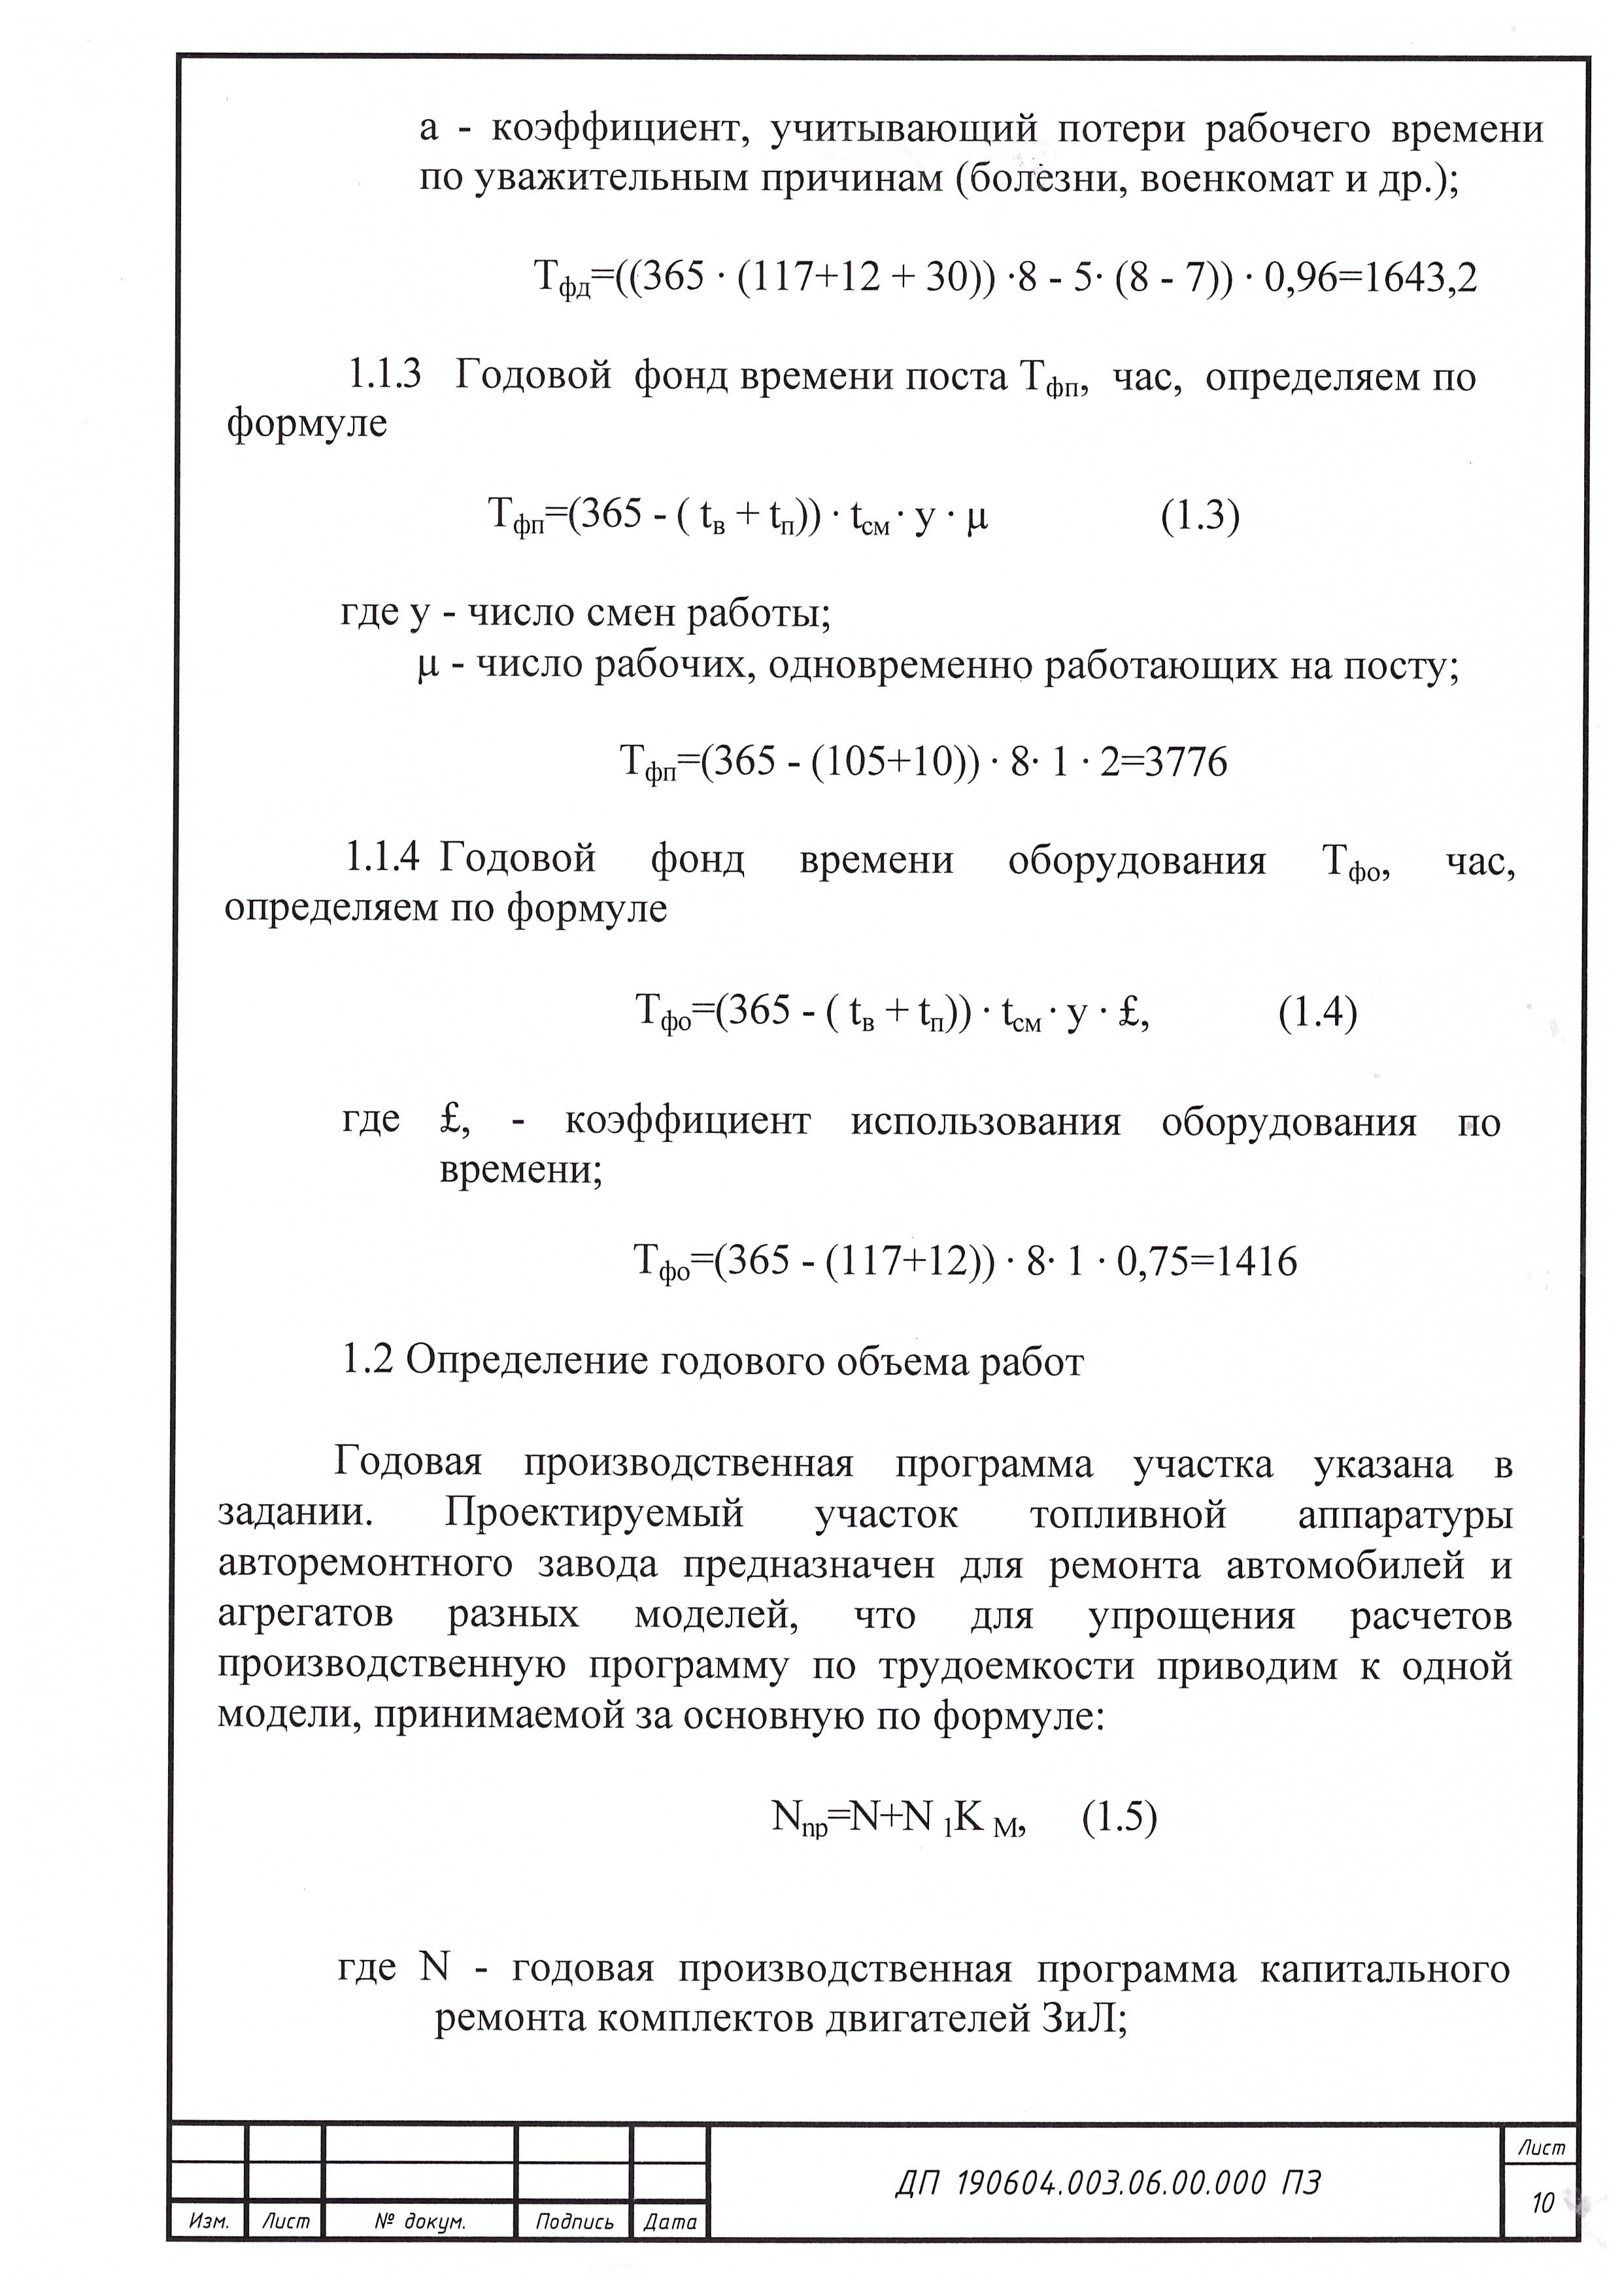 а - коэффициент, учитывающий потери рабочего времени
по уважительным причинам (болезни, военкомат и др.);
Тфд=((365 · (117+12 + 30)) ·8 - 5· (8 - 7)) · 0,96=1643,2
1.1.3 Годовой фонд времени поста Тфп, час, определяем по
формуле
Тфп=(365 - ( tв + tп)) · tсм · у · μ (1.3)
где у - число смен работы;
μ - число рабочих, одновременно работающих на посту;
Тфп=(365 - (105+10)) · 8· 1 · 2=3776
1.1.4 Годовой фонд времени оборудования Тфо, час,
определяем по формуле
Тфо=(365 - ( tв + tп)) · tсм · у · £, (1.4)
где £, - коэффициент использования оборудования по
времени;
Тфо=(365 - (117+12)) · 8· 1 · 0,75=1416
1.2 Определение годового объема работ
Годовая производственная программа участка указана в
задании. Проектируемый участок топливной аппаратуры
авторемонтного завода предназначен для ремонта автомобилей и
агрегатов разных моделей, что для упрощения расчетов
производственную программу по трудоемкости приводим к одной
модели, принимаемой за основную по формуле:
Nпр=N+N 1К М, (1.5)
где N - годовая производственная программа капитального
ремонта комплектов двигателей ЗиЛ;
ДП 190604.003.06.00.000 ПЗ
Лист
10
Изм. Лист № докум. Подпись Дата